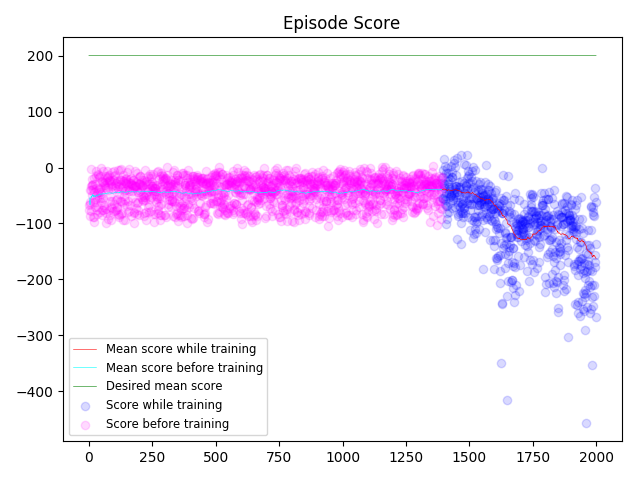 Episode Score
200
100
0
−100
−200
−300
−400
Mean score while training
Mean score before training
Desired mean score
Score while training
Score before training
0 250 500 750 1000 1250 1500 1750 2000